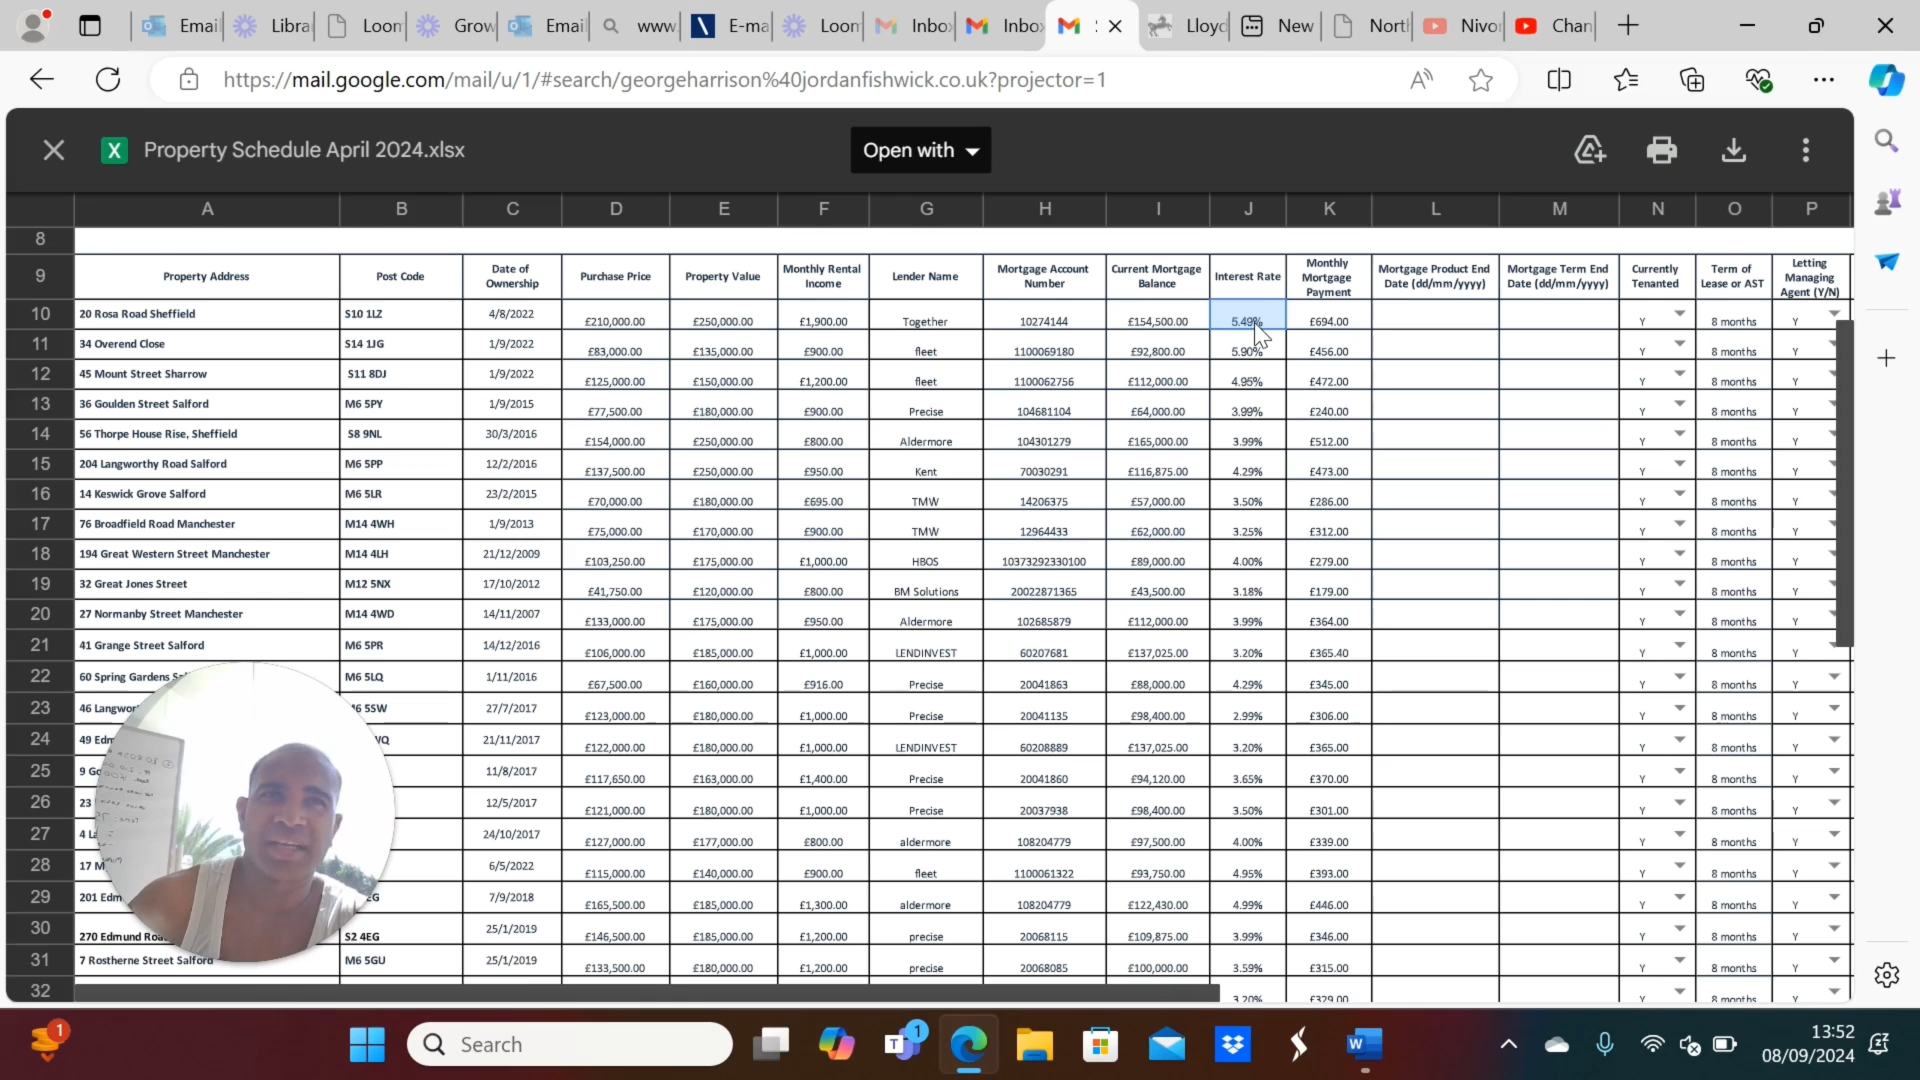 Email Libra Loom Grow Email www. E-ma Loom Inbox Inbox Lloyd New North Nivor Chan
https://mail.google.com/mail/u/1/#search/georgeharrison%40jordanfishwick.co.uk?projector=1
X Property Schedule April 2024.xlsx Open with
A B C D E F G H I J K L M N O P
8
9 Property Address Post Code Date of Ownership Purchase Price Property Value Monthly Rental Income Lender Name Mortgage Account Number Current Mortgage Balance Interest Rate Monthly Mortgage Payment Mortgage Product End Date (dd/mm/yyyy) Mortgage Term End Date (dd/mm/yyyy) Currently Tenanted Term of Lease or AST Letting Managing Agent (Y/N)
10 20 Rosa Road Sheffield S10 1LZ 4/8/2022 £210,000.00 £250,000.00 £1,900.00 Together 10274144 £154,500.00 5.49% £694.00 Y 8 months Y
11 34 Overend Close S14 1JG 1/9/2022 £83,000.00 £135,000.00 £900.00 fleet 1100069180 £92,800.00 5.90% £456.00 Y 8 months Y
12 45 Mount Street Sharrow S11 8DJ 1/9/2022 £125,000.00 £150,000.00 £1,200.00 fleet 1100062756 £112,000.00 4.95% £472.00 Y 8 months Y
13 36 Goulden Street Salford M6 5PY 1/9/2015 £77,500.00 £180,000.00 £900.00 Precise 104681104 £64,000.00 3.99% £240.00 Y 8 months Y
14 56 Thorpe House Rise, Sheffield S8 9NL 30/3/2016 £154,000.00 £250,000.00 £800.00 Aldermore 104301279 £165,000.00 3.99% £512.00 Y 8 months Y
15 204 Langworthy Road Salford M6 5PP 12/2/2016 £137,500.00 £250,000.00 £950.00 Kent 70030291 £116,875.00 4.29% £473.00 Y 8 months Y
16 14 Keswick Grove Salford M6 5LR 23/2/2015 £70,000.00 £180,000.00 £695.00 TMW 14206375 £57,000.00 3.50% £286.00 Y 8 months Y
17 76 Broadfield Road Manchester M14 4WH 1/9/2013 £75,000.00 £170,000.00 £900.00 TMW 12964433 £62,000.00 3.25% £312.00 Y 8 months Y
18 194 Great Western Street Manchester M14 4LH 21/12/2009 £103,250.00 £175,000.00 £1,000.00 HBOS 10373292330100 £89,000.00 4.00% £279.00 Y 8 months Y
19 32 Great Jones Street M12 5NX 17/10/2012 £41,750.00 £120,000.00 £800.00 BM Solutions 20022871365 £43,500.00 3.18% £179.00 Y 8 months Y
20 27 Normanby Street Manchester M14 4WD 14/11/2007 £133,000.00 £175,000.00 £950.00 Aldermore 102685879 £112,000.00 3.99% £364.00 Y 8 months Y
21 41 Grange Street Salford M6 5PR 14/12/2016 £106,000.00 £185,000.00 £1,000.00 LENDINVEST 60207681 £137,025.00 3.20% £365.40 Y 8 months Y
22 60 Spring Gardens Sa M6 5LQ 1/11/2016 £67,500.00 £160,000.00 £916.00 Precise 20041863 £88,000.00 4.29% £345.00 Y 8 months Y
23 46 Langwor 6 5SW 27/7/2017 £123,000.00 £180,000.00 £1,000.00 Precise 20041135 £98,400.00 2.99% £306.00 Y 8 months Y
24 49 Edm Q 21/11/2017 £122,000.00 £180,000.00 £1,000.00 LENDINVEST 60208889 £137,025.00 3.20% £365.00 Y 8 months Y
25 9 Go 11/8/2017 £117,650.00 £163,000.00 £1,400.00 Precise 20041860 £94,120.00 3.65% £370.00 Y 8 months Y
26 23 12/5/2017 £121,000.00 £180,000.00 £1,000.00 Precise 20037938 £98,400.00 3.50% £301.00 Y 8 months Y
27 4 La 24/10/2017 £127,000.00 £177,000.00 £800.00 aldermore 108204779 £97,500.00 4.00% £339.00 Y 8 months Y
28 17 M 6/5/2022 £115,000.00 £140,000.00 £900.00 fleet 1100061322 £93,750.00 4.95% £393.00 Y 8 months Y
29 201 Edm EG 7/9/2018 £165,500.00 £185,000.00 £1,300.00 aldermore 108204779 £122,430.00 4.99% £446.00 Y 8 months Y
30 270 Edmund Roa S2 4EG 25/1/2019 £146,500.00 £185,000.00 £1,200.00 precise 20068115 £109,875.00 3.99% £346.00 Y 8 months Y
31 7 Rostherne Street Salford M6 5GU 25/1/2019 £133,500.00 £180,000.00 £1,200.00 precise 20068085 £100,000.00 3.59% £315.00 Y 8 months Y
32 3.20% £329.00 Y 8 months Y
1 Search 1 13:52
08/09/2024